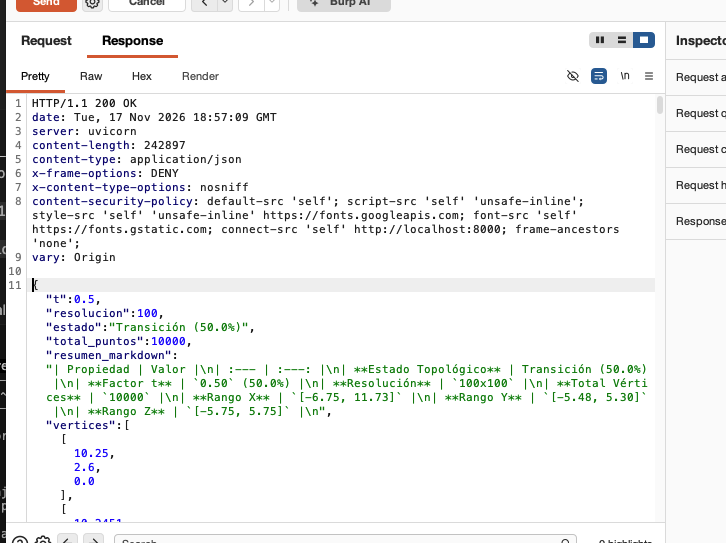 Send
Cancel
Burp AI
Request
Response
Inspecto
Pretty
Raw
Hex
Render
\n
Request a
Request q
Request c
Request h
Response
1 HTTP/1.1 200 OK
2 date: Tue, 17 Nov 2026 18:57:09 GMT
3 server: uvicorn
4 content-length: 242897
5 content-type: application/json
6 x-frame-options: DENY
7 x-content-type-options: nosniff
8 content-security-policy: default-src 'self'; script-src 'self' 'unsafe-inline';
style-src 'self' 'unsafe-inline' https://fonts.googleapis.com; font-src 'self'
https://fonts.gstatic.com; connect-src 'self' http://localhost:8000; frame-ancestors
'none';
9 vary: Origin
10
11 {
"t":0.5,
"resolucion":100,
"estado":"Transición (50.0%)",
"total_puntos":10000,
"resumen_markdown":
"| Propiedad | Valor |\n| :--- | :---: |\n| **Estado Topológico** | Transición (50.0%)
|\n| **Factor t** | `0.50` (50.0%) |\n| **Resolución** | `100x100` |\n| **Total Vérti
ces** | `10000` |\n| **Rango X** | `[-6.75, 11.73]` |\n| **Rango Y** | `[-5.48, 5.30]`
|\n| **Rango Z** | `[-5.75, 5.75]` |\n",
"vertices":[
[
10.25,
2.6,
0.0
],
[
10.2451
Search
0 highlights